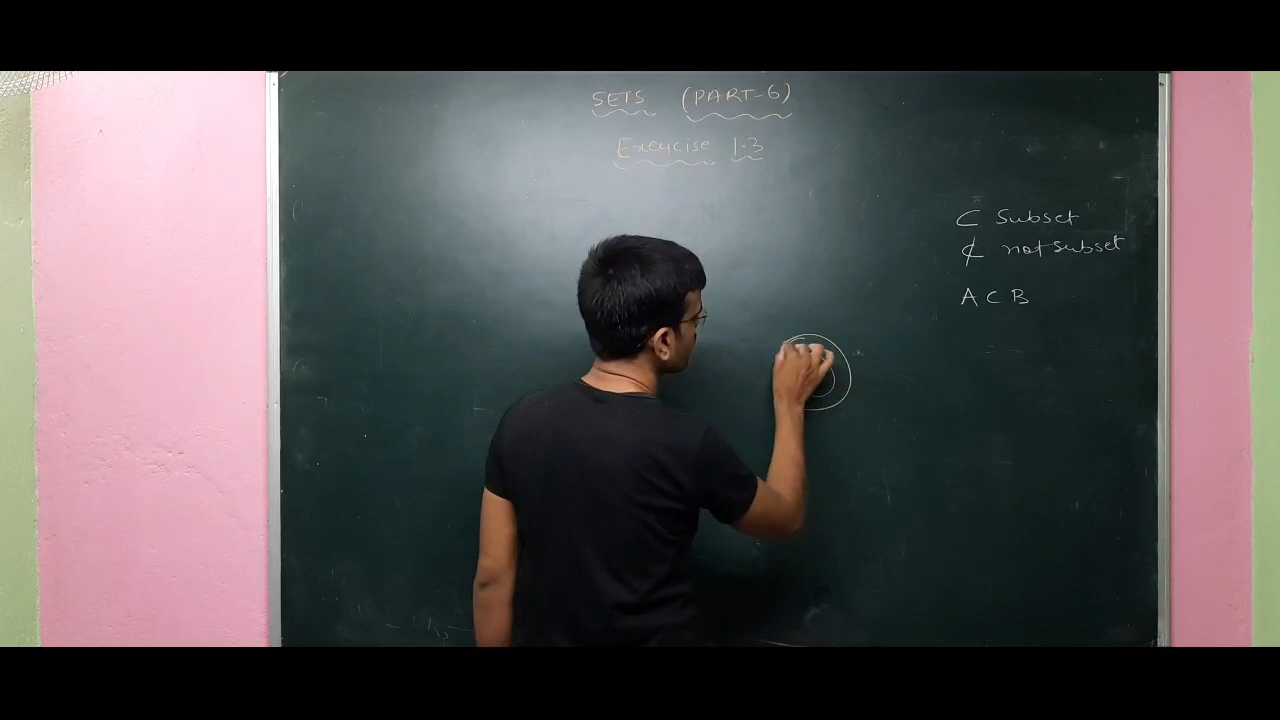 SETS (PART-6)
Exercise 1.3
⊂ Subset
⊄ not subset
A ⊂ B